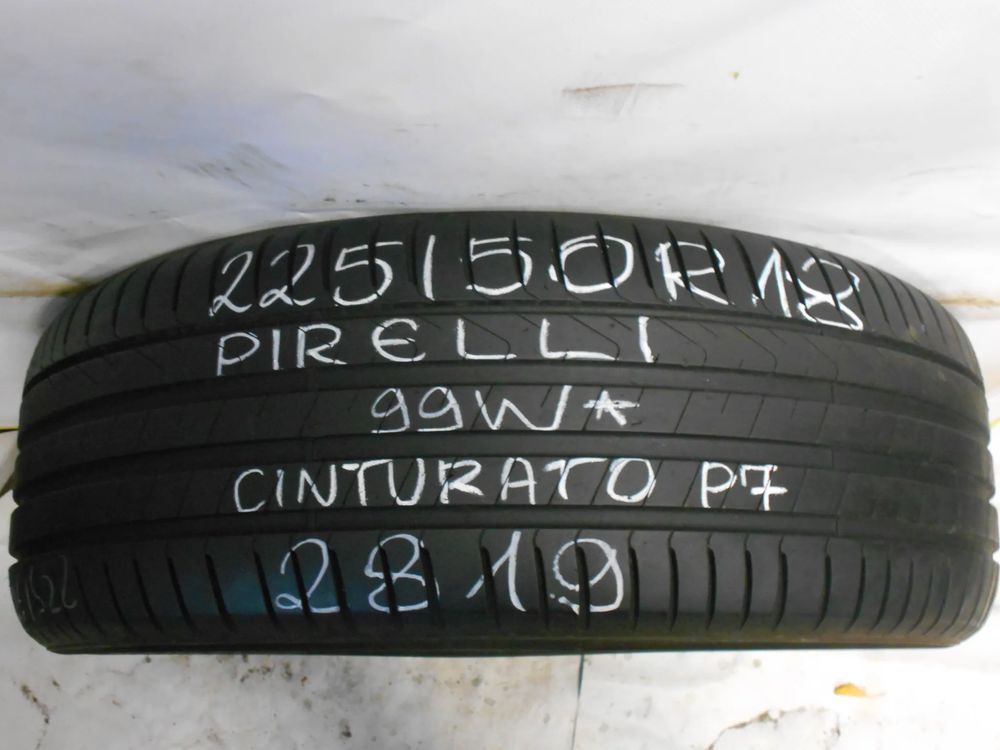 225/50R18
PIRELLI
99W*
CINTURATO P7
2819